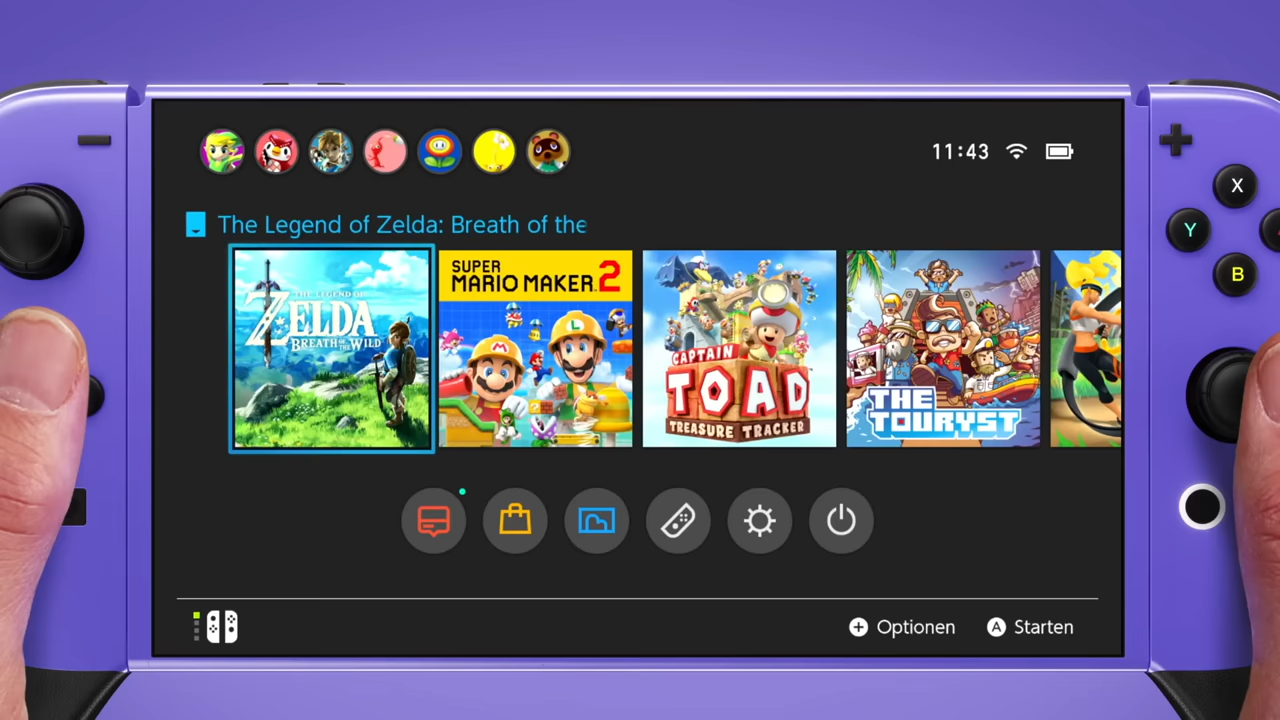 11:43
The Legend of Zelda: Breath of the
THE LEGEND OF
ZELDA
BREATH OF THE WILD
SUPER
MARIO MAKER 2
CAPTAIN
TOAD
TREASURE TRACKER
THE
TOURYST
X
Y
B
+ Optionen
A Starten